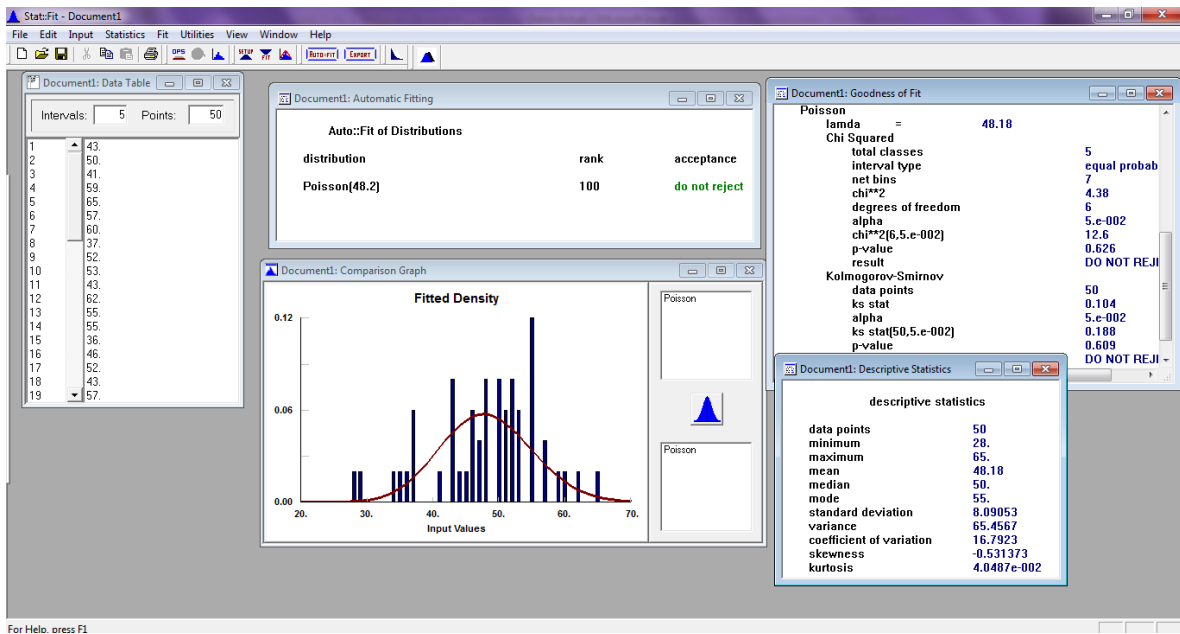 Stat::Fit - Document1
File Edit Input Statistics Fit Utilities View Window Help
OPS SETUP FIT AUTO::FIT EXPORT
Document1: Data Table
Intervals: 5 Points: 50
1 43.
2 50.
3 41.
4 59.
5 65.
6 57.
7 60.
8 37.
9 52.
10 53.
11 43.
12 62.
13 55.
14 55.
15 36.
16 46.
17 52.
18 43.
19 57.
Document1: Automatic Fitting
Auto::Fit of Distributions
distribution rank acceptance
Poisson(48.2) 100 do not reject
Document1: Comparison Graph
Fitted Density
0.12
0.06
0.00
20. 30. 40. 50. 60. 70.
Input Values
Poisson
Poisson
Document1: Goodness of Fit
Poisson
lamda = 48.18
Chi Squared
total classes 5
interval type equal probab
net bins 7
chi**2 4.38
degrees of freedom 6
alpha 5.e-002
chi**2(6,5.e-002) 12.6
p-value 0.626
result DO NOT REJE
Kolmogorov-Smirnov
data points 50
ks stat 0.104
alpha 5.e-002
ks stat(50,5.e-002) 0.188
p-value 0.609
DO NOT REJE
Document1: Descriptive Statistics
descriptive statistics
data points 50
minimum 28.
maximum 65.
mean 48.18
median 50.
mode 55.
standard deviation 8.09053
variance 65.4567
coefficient of variation 16.7923
skewness -0.531373
kurtosis 4.0487e-002
For Help, press F1